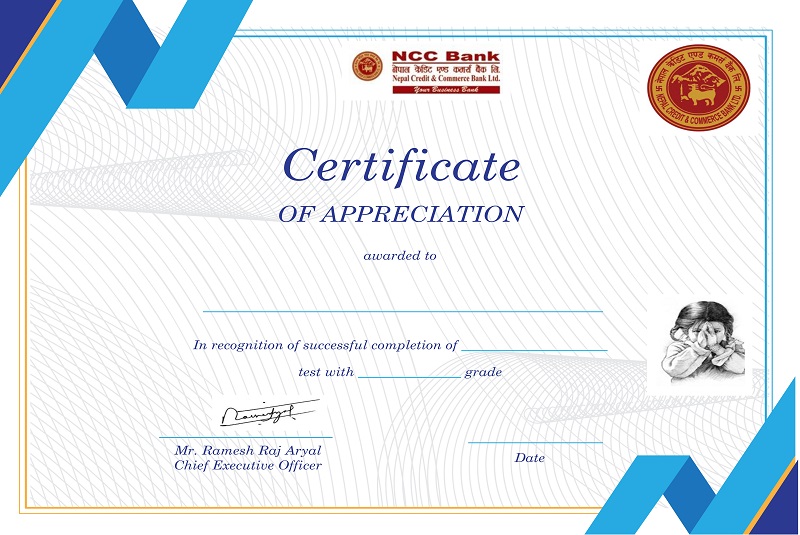 NCC Bank
नेपाल क्रेडिट एण्ड कमर्स बैंक लि.
Nepal Credit & Commerce Bank Ltd.
Your Business Bank
नेपाल क्रेडिट एण्ड कमर्स बैंक लि.
NEPAL CREDIT & COMMERCE BANK LTD.
Certificate
OF APPRECIATION
awarded to
In recognition of successful completion of
test with grade
Mr. Ramesh Raj Aryal
Chief Executive Officer
Date